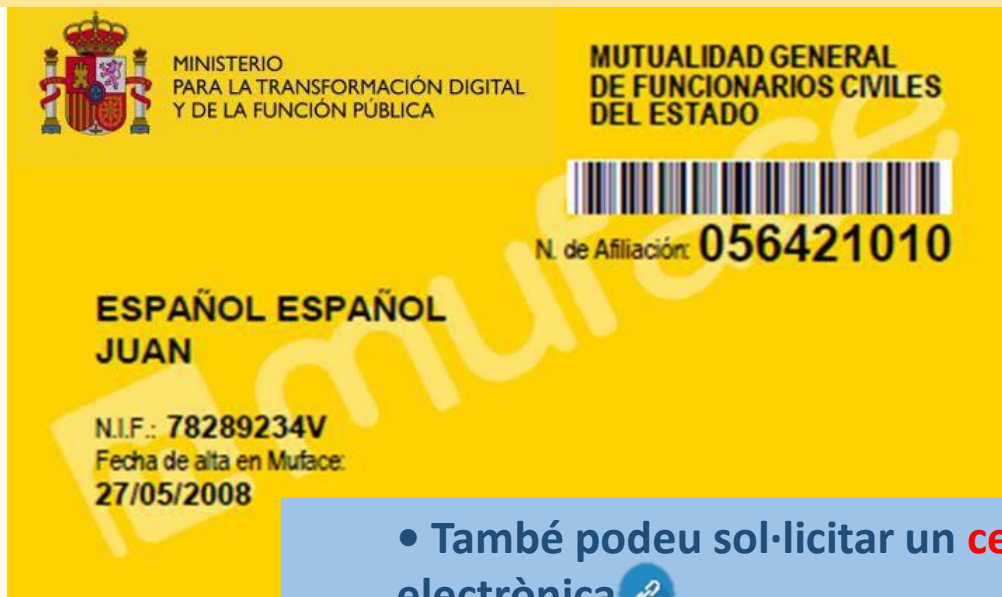 MINISTERIO
PARA LA TRANSFORMACIÓN DIGITAL
Y DE LA FUNCIÓN PÚBLICA
MUTUALIDAD GENERAL
DE FUNCIONARIOS CIVILES
DEL ESTADO
N. de Afiliación: 056421010
muface
ESPAÑOL ESPAÑOL
JUAN
N.I.F.: 78289234V
Fecha de alta en Muface:
27/05/2008
• També podeu sol·licitar un
electrònica